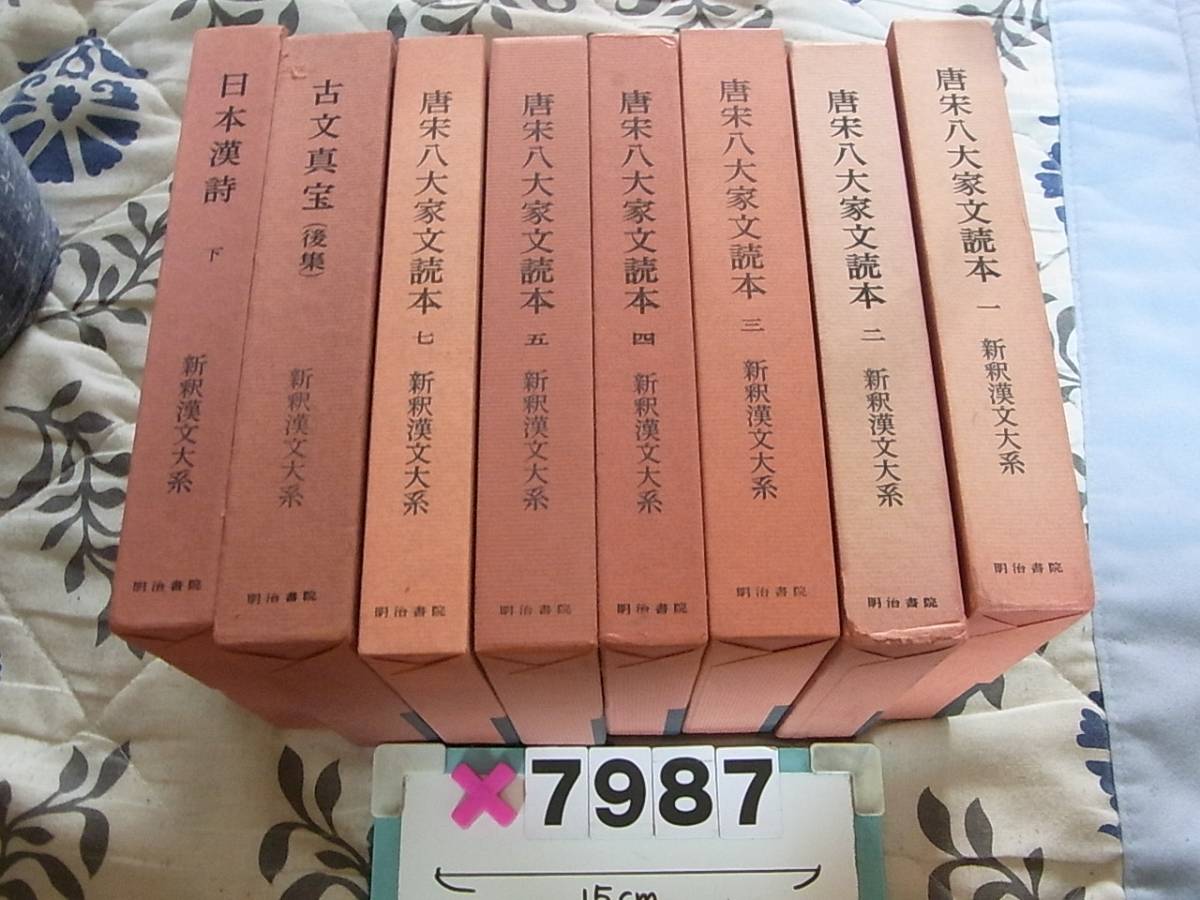 唐宋八大家文読本 一 新釈漢文大系 明治書院
唐宋八大家文読本 二 新釈漢文大系 明治書院
唐宋八大家文読本 三 新釈漢文大系 明治書院
唐宋八大家文読本 四 新釈漢文大系 明治書院
唐宋八大家文読本 五 新釈漢文大系 明治書院
唐宋八大家文読本 七 新釈漢文大系 明治書院
古文真宝(後集) 新釈漢文大系 明治書院
日本漢詩 下 新釈漢文大系 明治書院
7987
15cm